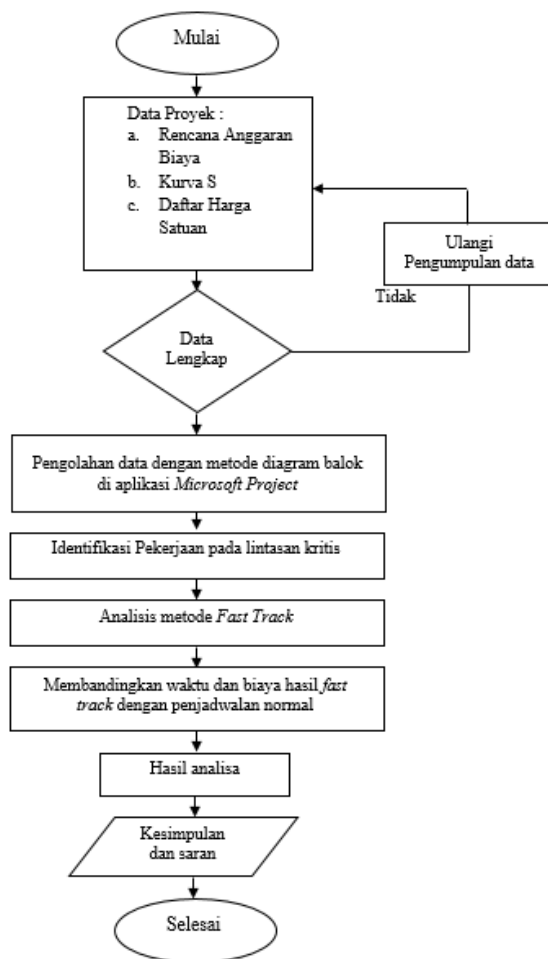 Mulai
Data Proyek :
a. Rencana Anggaran
Biaya
b. Kurva S
c. Daftar Harga
Satuan
Ulangi
Pengumpulan data
Tidak
Data
Lengkap
Pengolahan data dengan metode diagram balok
di aplikasi Microsoft Project
Identifikasi Pekerjaan pada lintasan kritis
Analisis metode Fast Track
Membandingkan waktu dan biaya hasil fast
track dengan penjadwalan normal
Hasil analisa
Kesimpulan
dan saran
Selesai